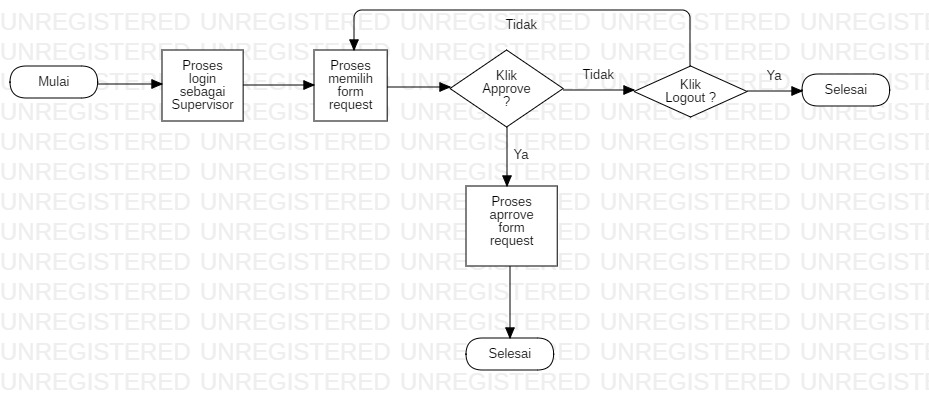 UNREGISTERED UNREGISTERED UNREGISTERED UNREGISTERED UNREGISTI
Tidak
Mulai
Proses
login
sebagai
Supervisor
Proses
memilih
form
request
Klik
Approve
?
Tidak
Klik
Logout ?
Ya
Selesai
Ya
Proses
aprrove
form
request
Selesai